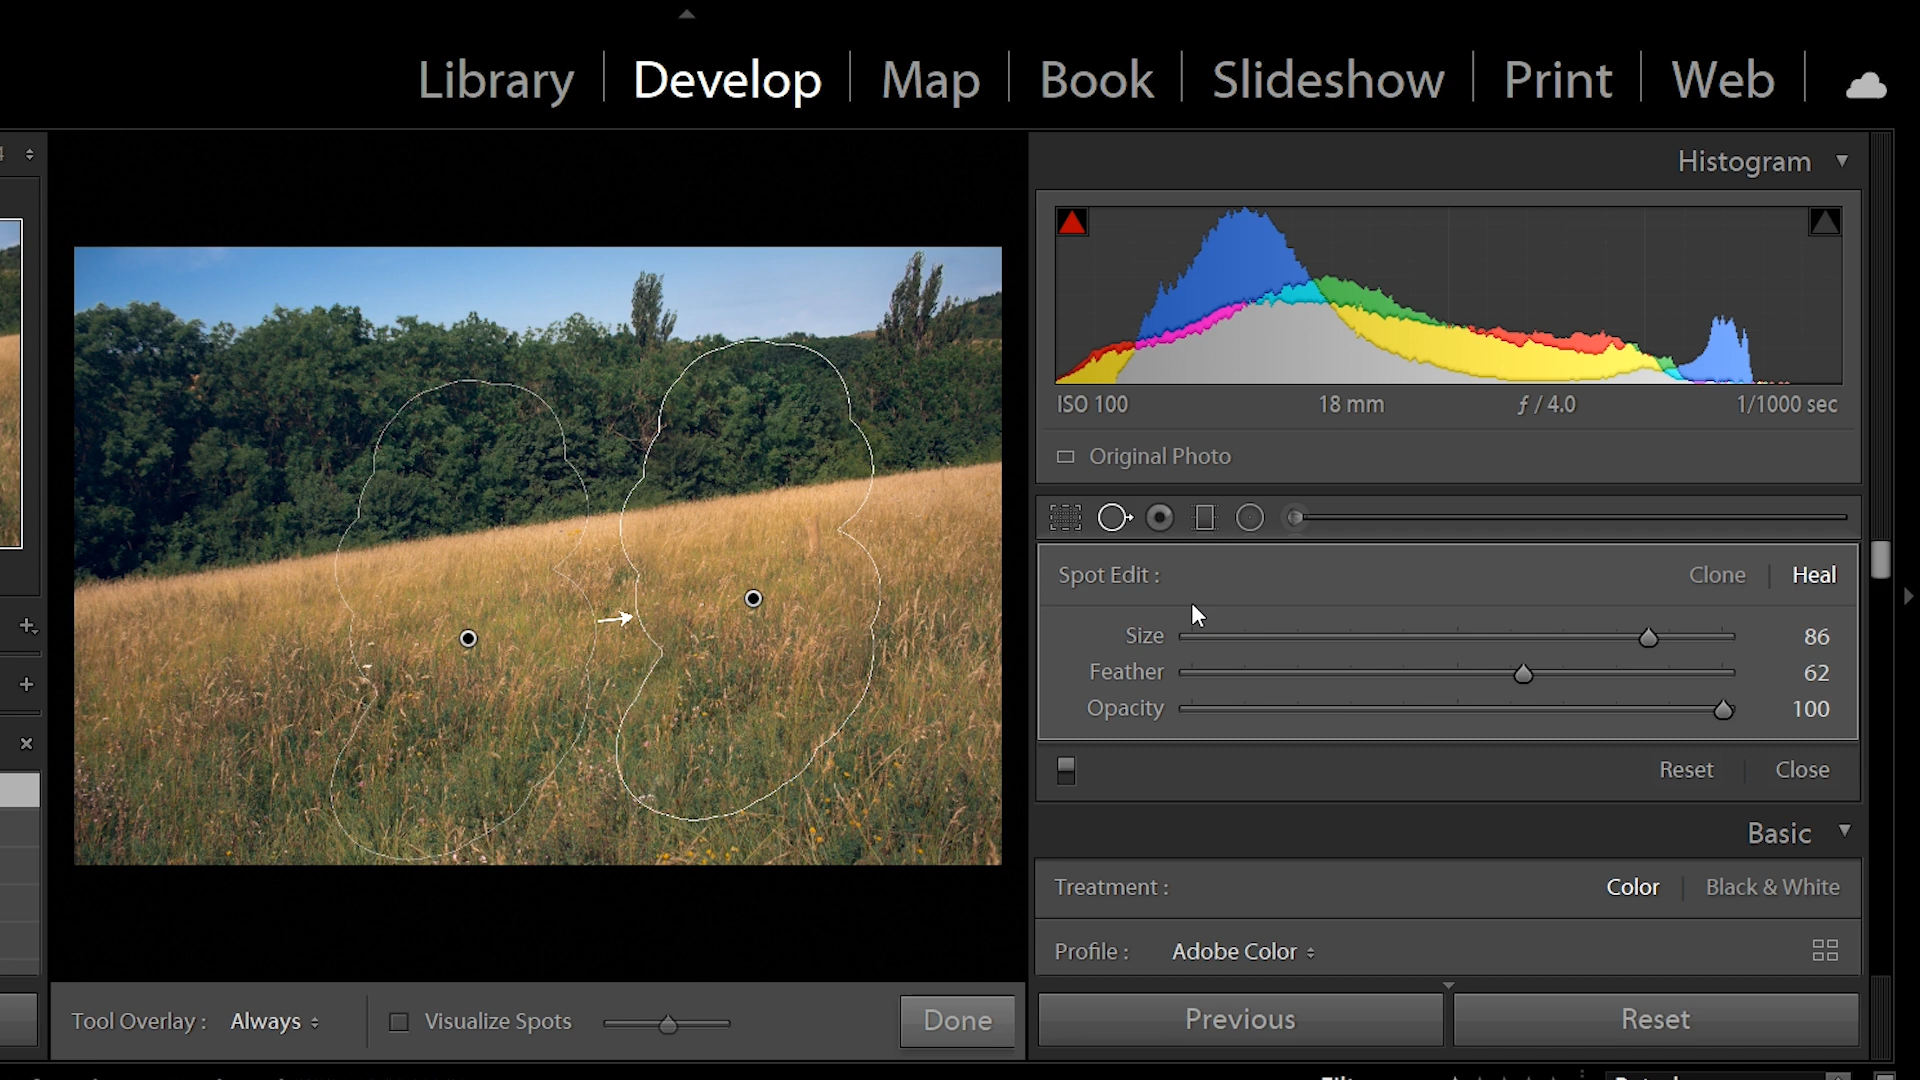 Library Develop Map Book Slideshow Print Web
Histogram
ISO 100 18 mm ƒ / 4.0 1/1000 sec
Original Photo
Spot Edit : Clone Heal
Size 86
Feather 62
Opacity 100
Reset Close
Basic
Treatment : Color Black & White
Profile : Adobe Color
Tool Overlay : Always Visualize Spots Done
Previous Reset